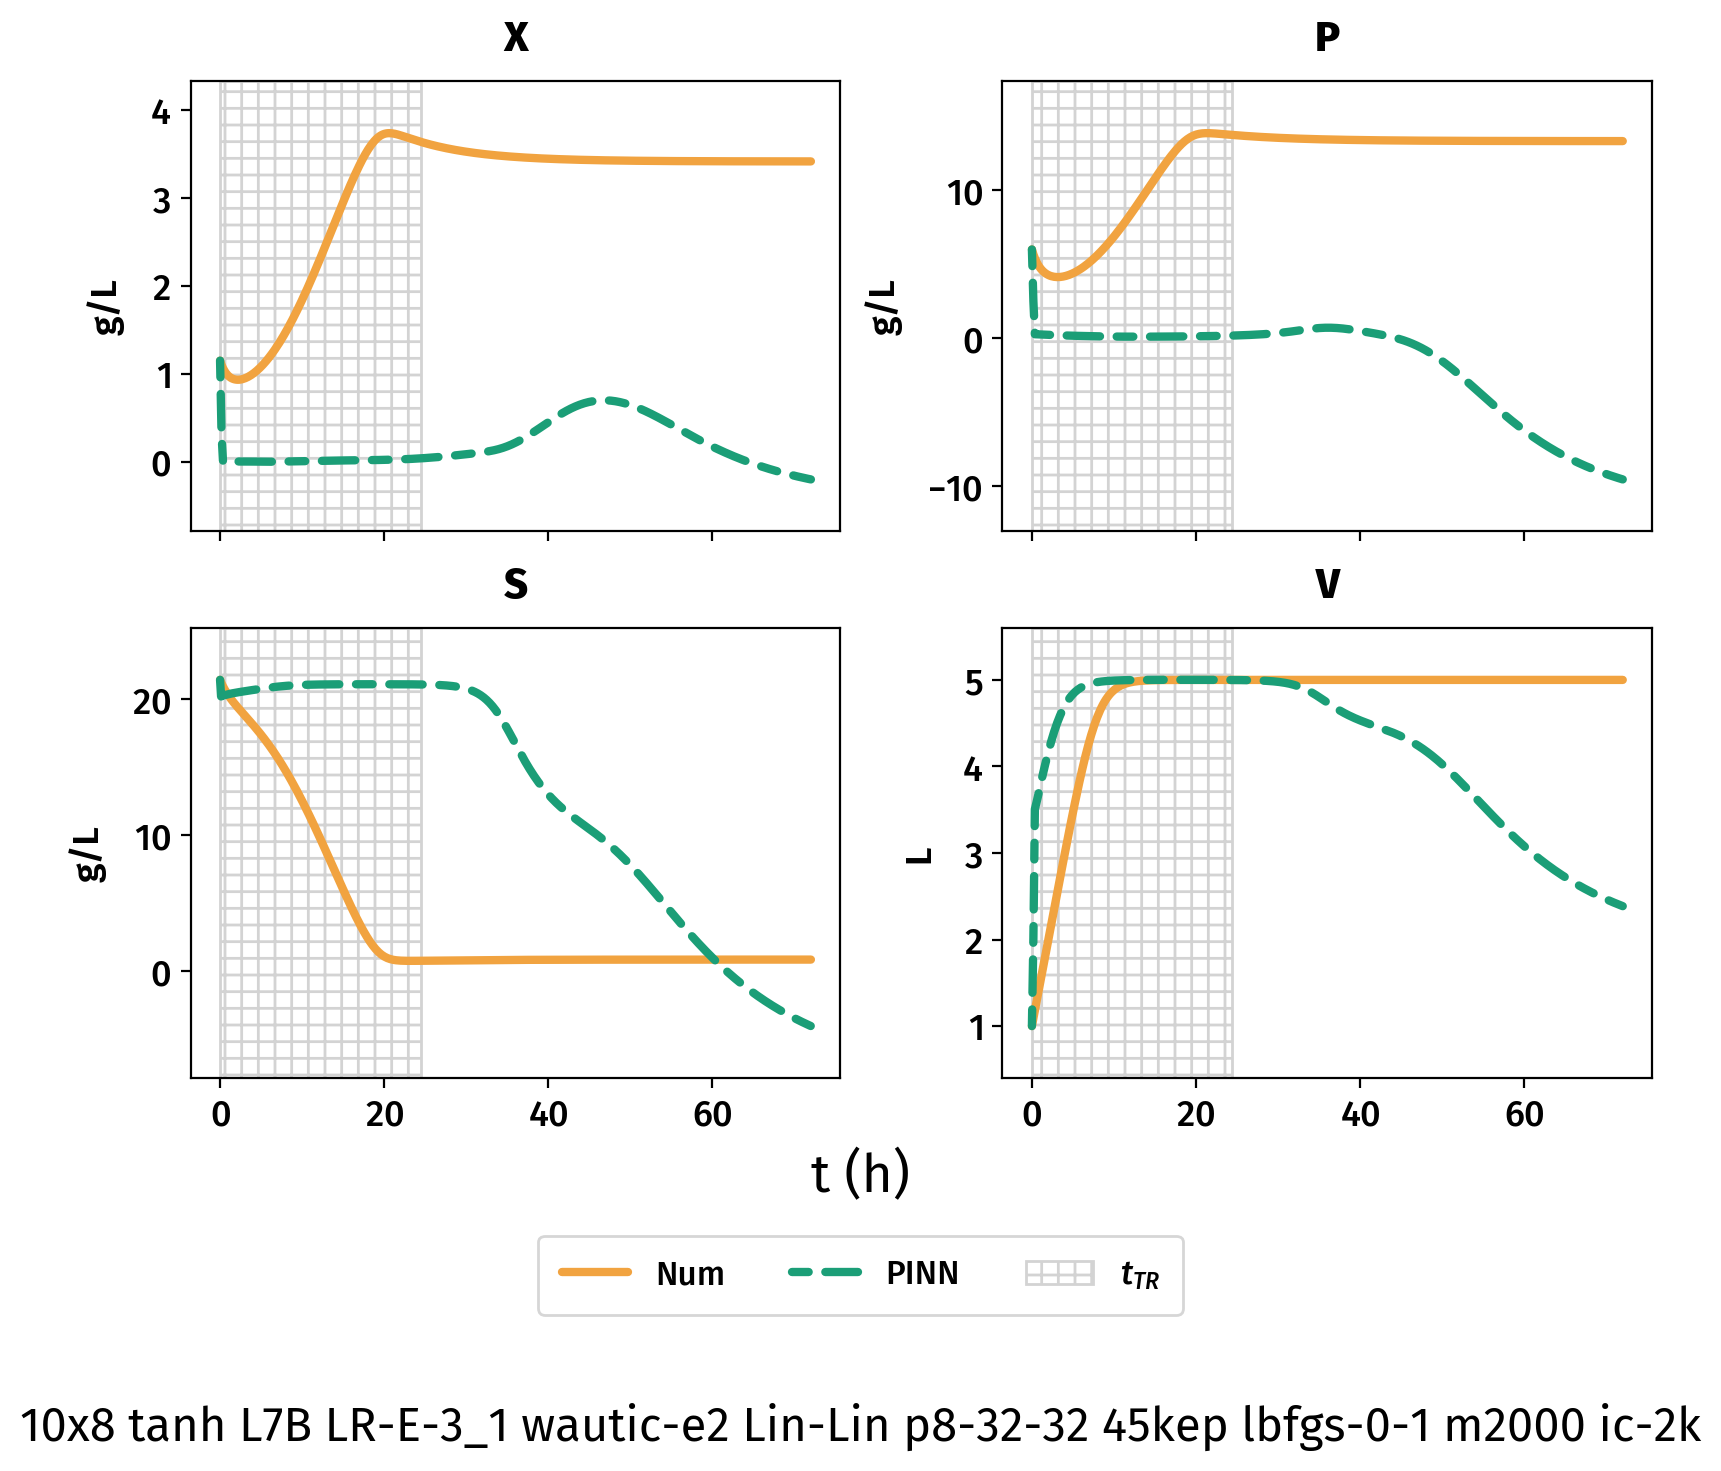 X
P
4
3
2
1
0
g/L
10
0
−10
g/L
S
V
20
10
0
g/L
5
4
3
2
1
L
0 20 40 60
0 20 40 60
t (h)
Num PINN t_TR
10x8 tanh L7B LR-E-3_1 wautic-e2 Lin-Lin p8-32-32 45kep lbfgs-0-1 m2000 ic-2k